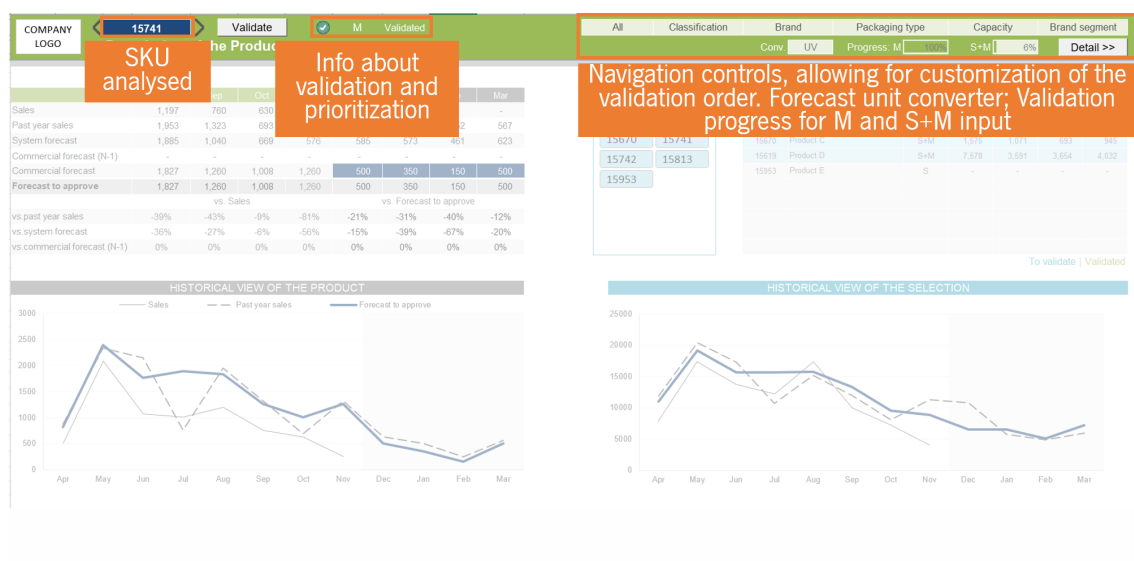 COMPANY
LOGO
15741
Validate
M Validated
he Produc
All Classification Brand Packaging type Capacity Brand segment
Conv. UV Progress: M 100% S+M 6% Detail >>
SKU
analysed
Info about
validation and
prioritization
Navigation controls, allowing for customization of the
validation order. Forecast unit converter; Validation
progress for M and S+M input
Oct Mar
Sales 1,197 760 630 -
Past year sales 1,953 1,323 693 567
System forecast 1,885 1,040 669 576 585 573 461 623
Commercial forecast (N-1) - - - - - - - -
Commercial forecast 1,827 1,260 1,008 1,260 500 350 150 500
Forecast to approve 1,827 1,260 1,008 1,260 500 350 150 500
vs. Sales vs. Forecast to approve
vs.past year sales -39% -43% -9% -81% -21% -31% -40% -12%
vs.system forecast -36% -27% -6% -56% -15% -39% -67% -20%
vs.commercial forecast (N-1) 0% 0% 0% 0% 0% 0% 0% 0%
15670 15741
15742 15813
15953
15670 Product C S+M 1,575 1,071 693 945
15619 Product D S+M 7,578 3,591 3,654 4,032
15953 Product E S - - - -
To validate | Validated
HISTORICAL VIEW OF THE PRODUCT
Sales Past year sales Forecast to approve
3000
2500
2000
1500
1000
500
0
Apr May Jun Jul Aug Sep Oct Nov Dec Jan Feb Mar
HISTORICAL VIEW OF THE SELECTION
25000
20000
15000
10000
5000
0
Apr May Jun Jul Aug Sep Oct Nov Dec Jan Feb Mar